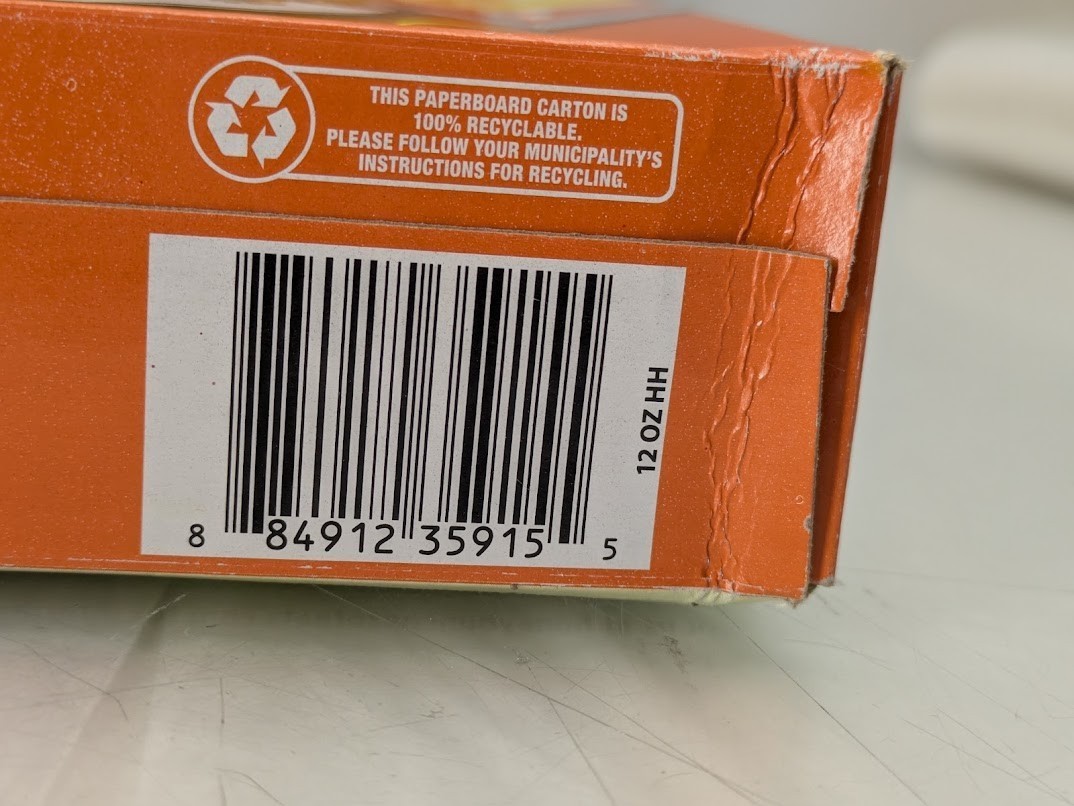 THIS PAPERBOARD CARTON IS
100% RECYCLABLE.
PLEASE FOLLOW YOUR MUNICIPALITY'S
INSTRUCTIONS FOR RECYCLING.
12 OZ HH
8 84912 35915 5